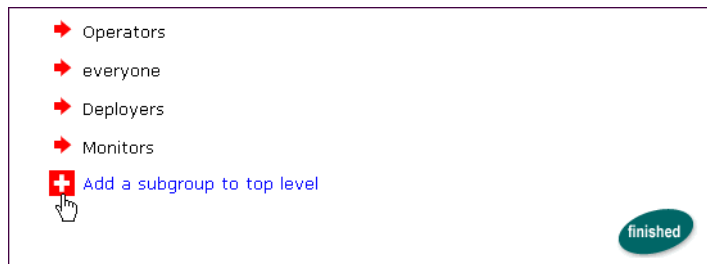 Operators
everyone
Deployers
Monitors
Add a subgroup to top level
finished